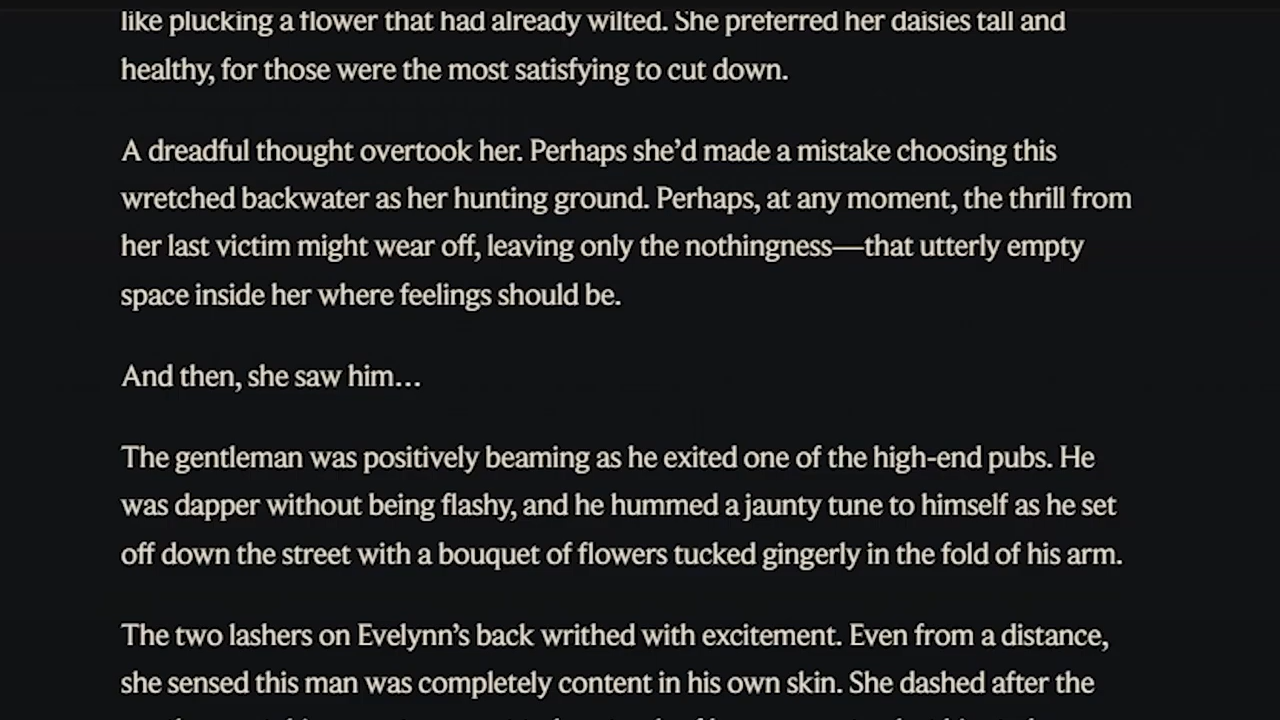 like plucking a flower that had already wilted. She preferred her daisies tall and
healthy, for those were the most satisfying to cut down.
A dreadful thought overtook her. Perhaps she’d made a mistake choosing this
wretched backwater as her hunting ground. Perhaps, at any moment, the thrill from
her last victim might wear off, leaving only the nothingness—that utterly empty
space inside her where feelings should be.
And then, she saw him…
The gentleman was positively beaming as he exited one of the high-end pubs. He
was dapper without being flashy, and he hummed a jaunty tune to himself as he set
off down the street with a bouquet of flowers tucked gingerly in the fold of his arm.
The two lashers on Evelynn’s back writhed with excitement. Even from a distance,
she sensed this man was completely content in his own skin. She dashed after the